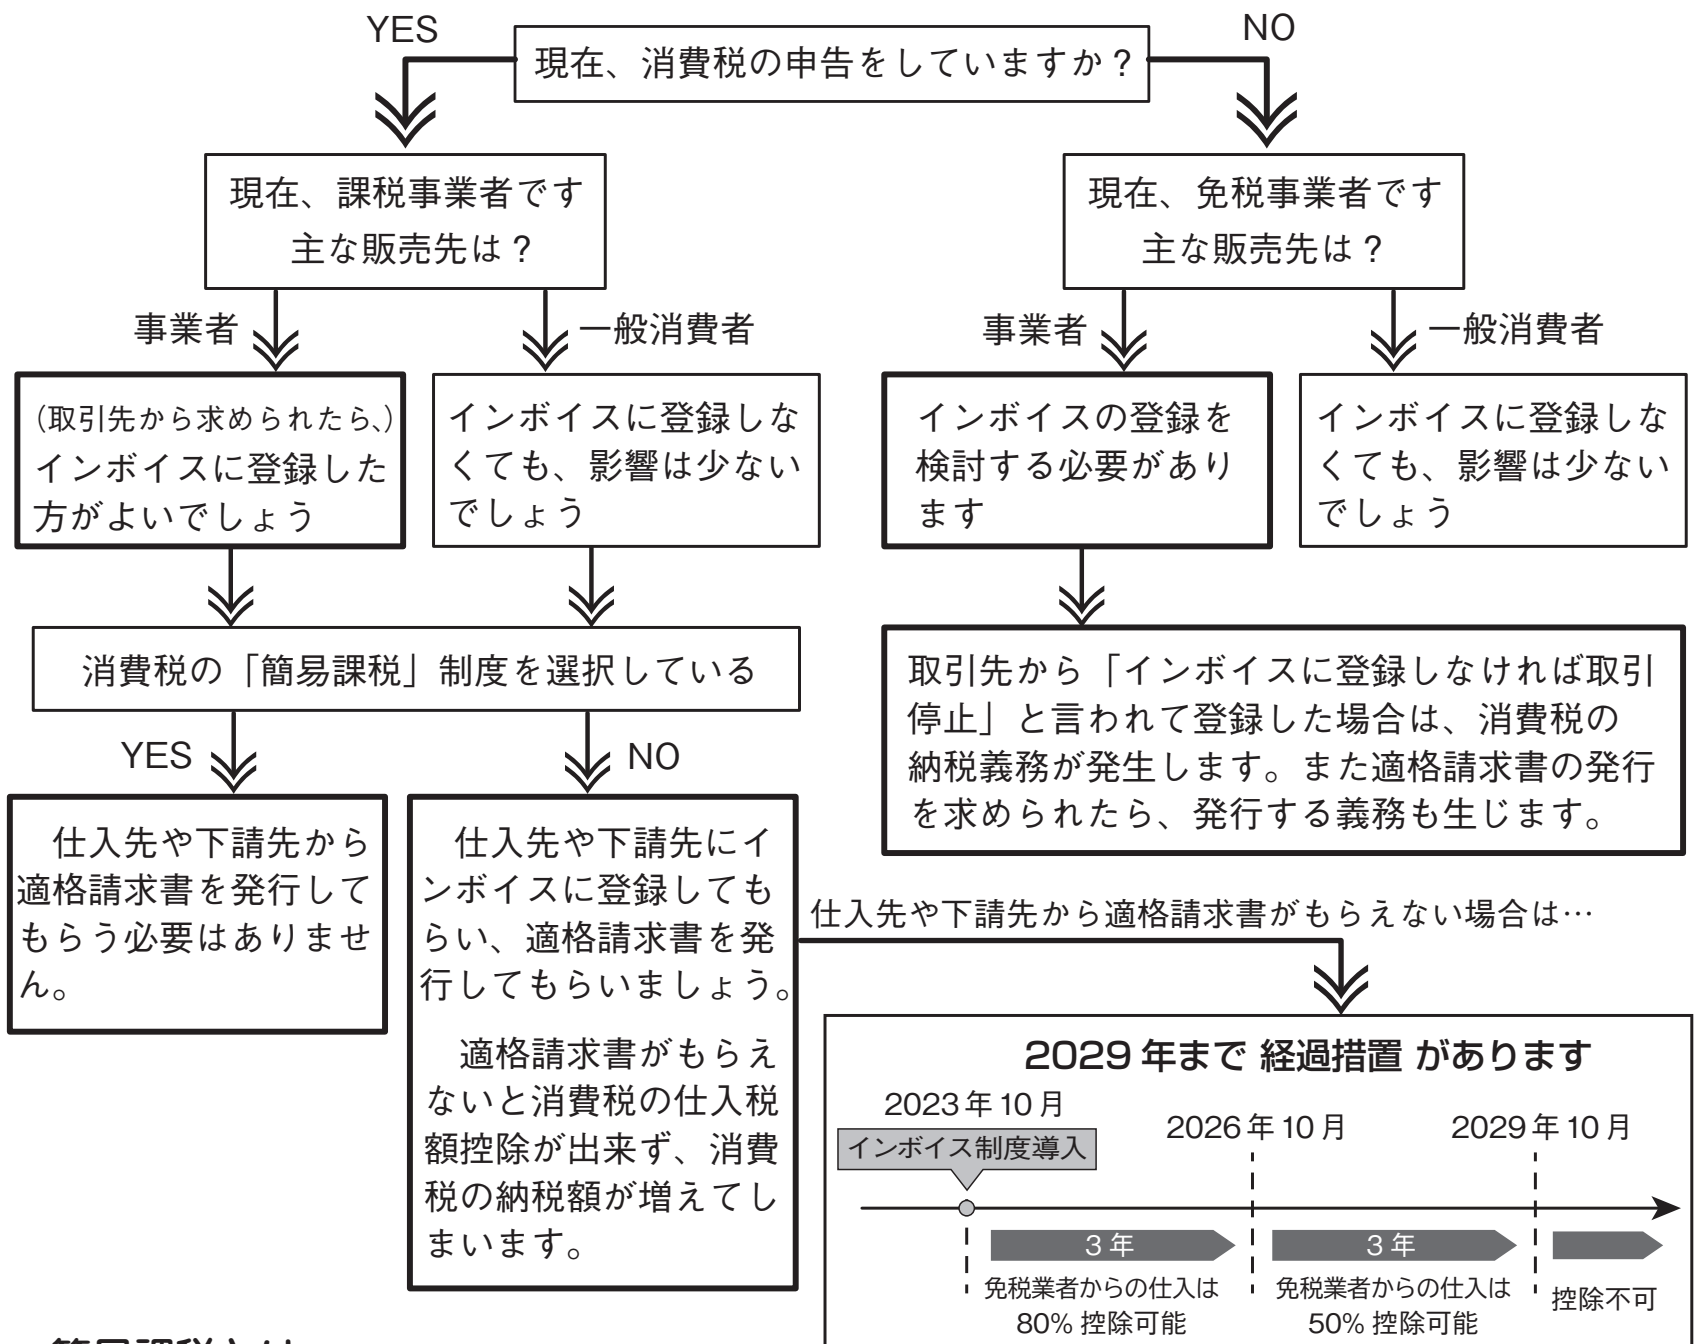 YES
現在、消費税の申告をしていますか？
NO
現在、課税事業者です
主な販売先は？
現在、免税事業者です
主な販売先は？
事業者
一般消費者
事業者
一般消費者
（取引先から求められたら、）
インボイスに登録した
方がよいでしょう
インボイスに登録しな
くても、影響は少ない
でしょう
インボイスの登録を
検討する必要があり
ます
インボイスに登録しな
くても、影響は少ない
でしょう
消費税の「簡易課税」制度を選択している
取引先から「インボイスに登録しなければ取引
停止」と言われて登録した場合は、消費税の
納税義務が発生します。また適格請求書の発行
を求められたら、発行する義務も生じます。
YES
NO
仕入先や下請先から
適格請求書を発行して
もらう必要はありませ
ん。
仕入先や下請先にイ
ンボイスに登録しても
らい、適格請求書を発
行してもらいましょう。
適格請求書がもらえ
ないと消費税の仕入税
額控除が出来ず、消費
税の納税額が増えてし
まいます。
仕入先や下請先から適格請求書がもらえない場合は…
2029年まで 経過措置 があります
2023年10月
インボイス制度導入
2026年10月
2029年10月
3年
3年
免税業者からの仕入は
80% 控除可能
免税業者からの仕入は
50% 控除可能
控除不可